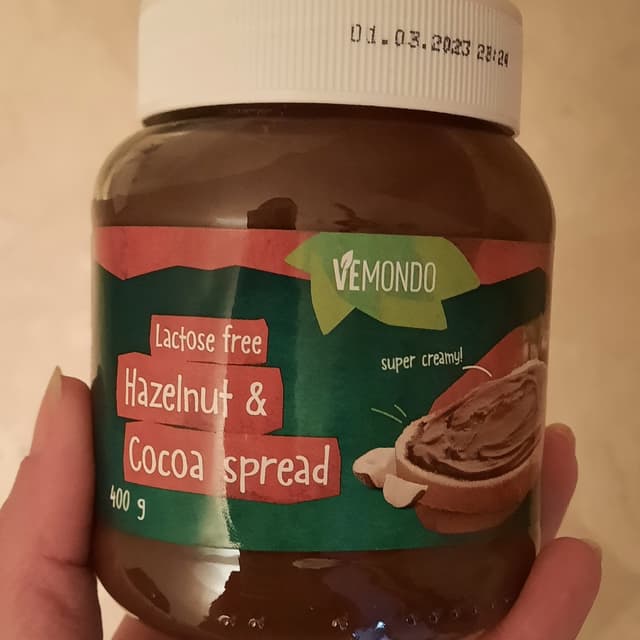 01.03.2023 28:24
VEMONDO
Lactose free
super creamy!
Hazelnut &
Cocoa spread
400 g